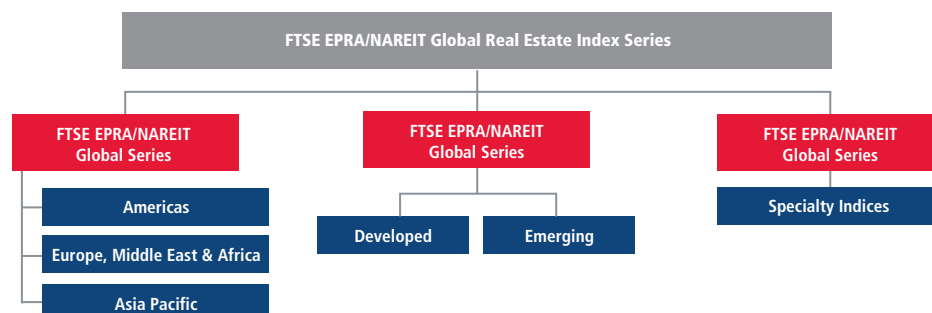 FTSE EPRA/NAREIT Global Real Estate Index Series
FTSE EPRA/NAREIT
Global Series
Americas
Europe, Middle East & Africa
Asia Pacific
FTSE EPRA/NAREIT
Global Series
Developed
Emerging
FTSE EPRA/NAREIT
Global Series
Specialty Indices